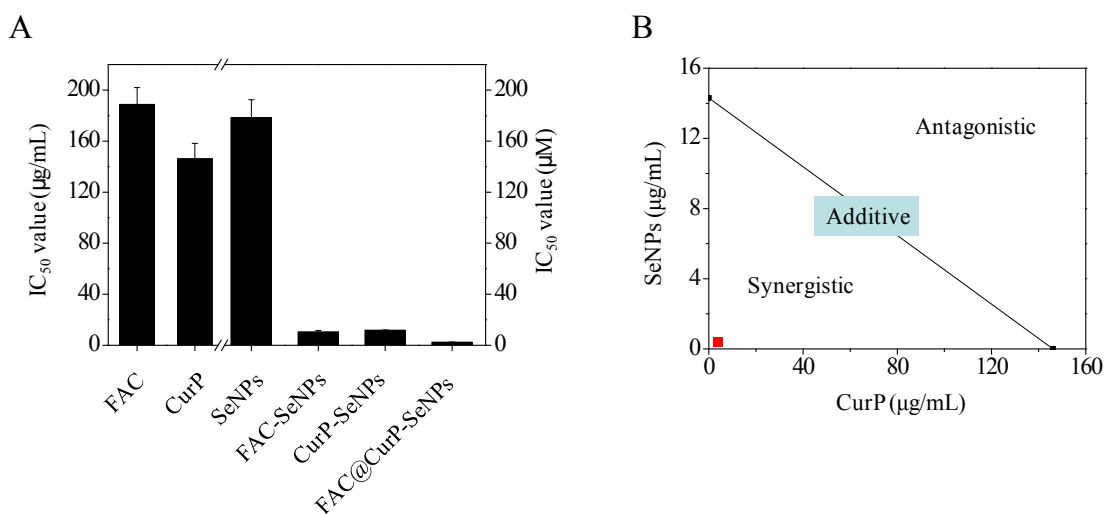 A
IC50 value (μg/mL)
200
160
120
80
40
0
200
160
120
80
40
0
IC50 value (μM)
FAC
CurP
SeNPs
FAC-SeNPs
CurP-SeNPs
FAC@CurP-SeNPs
B
SeNPs (μg/mL)
16
12
8
4
0
Antagonistic
Additive
Synergistic
0 40 80 120 160
CurP (μg/mL)